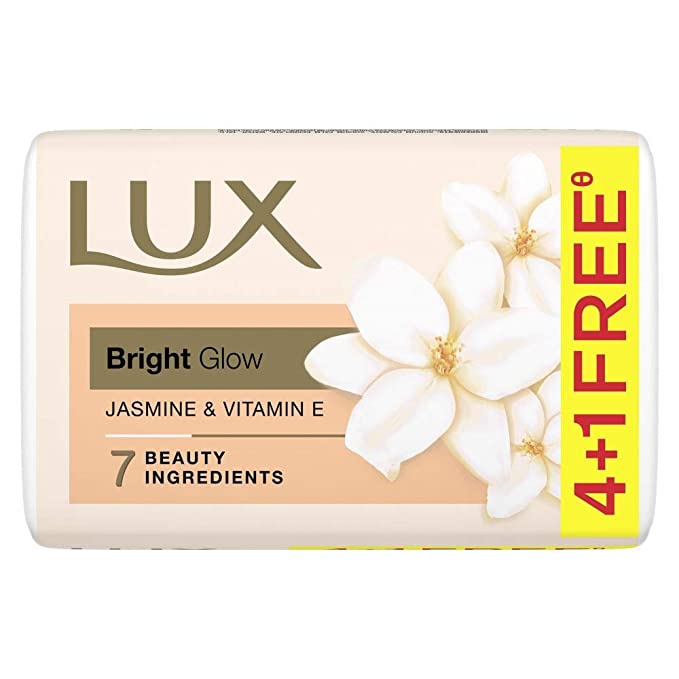 LUX
Bright Glow
JASMINE & VITAMIN E
7 BEAUTY
INGREDIENTS
4+1 FREE